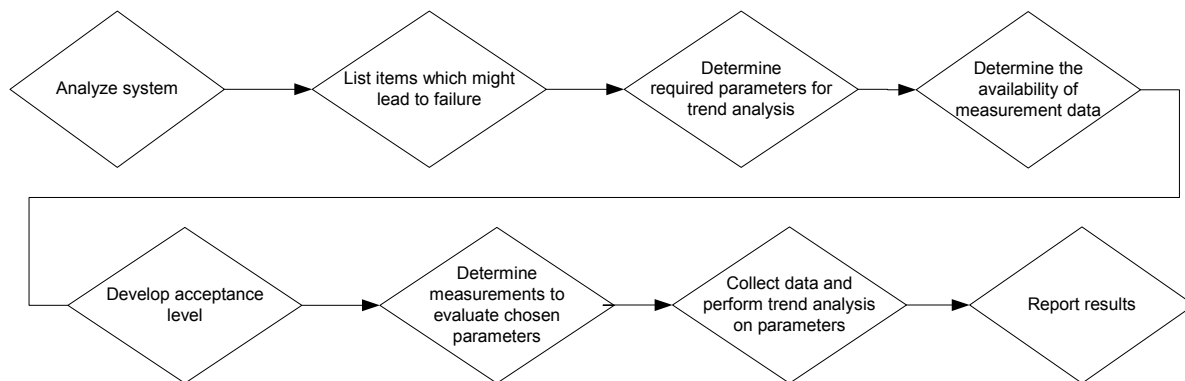 Analyze system
List items which might
lead to failure
Determine
required parameters for
trend analysis
Determine the
availability of
measurement data
Develop acceptance
level
Determine
measurements to
evaluate chosen
parameters
Collect data and
perform trend analysis
on parameters
Report results